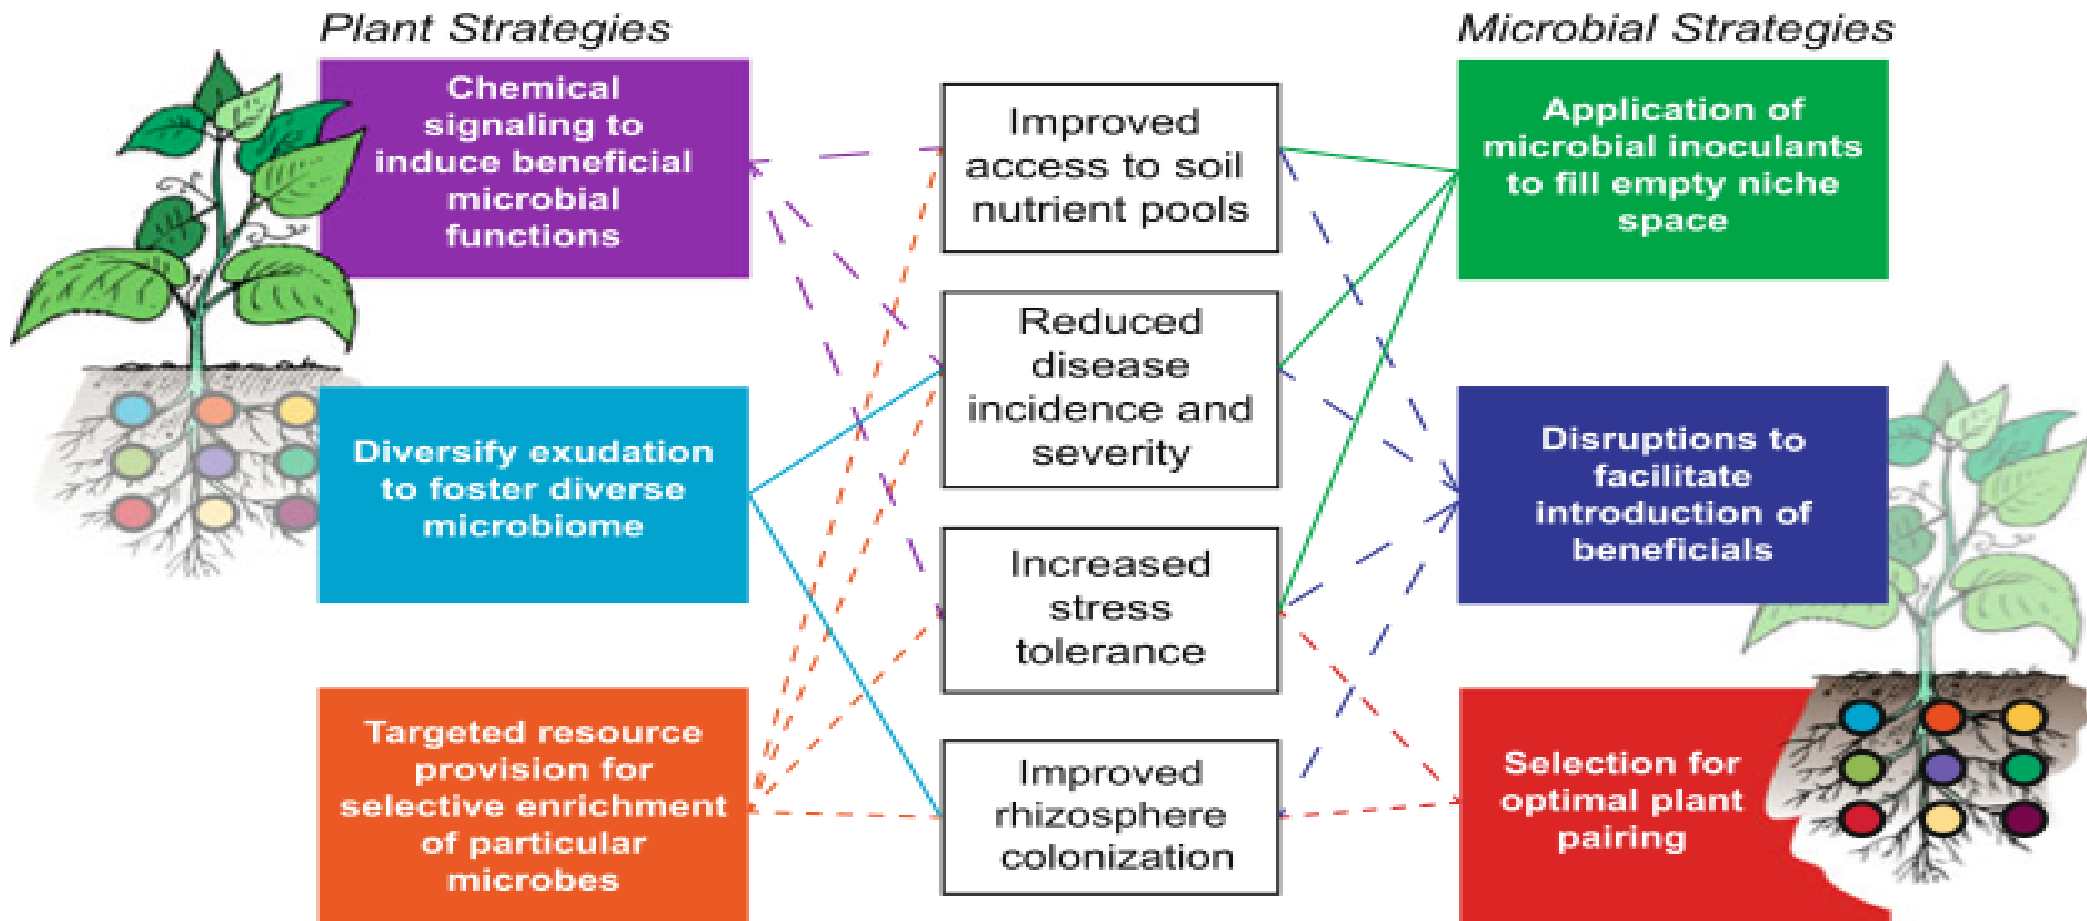 Plant Strategies
Chemical
signaling to
induce beneficial
microbial
functions
Diversify exudation
to foster diverse
microbiome
Targeted resource
provision for
selective enrichment
of particular
microbes
Improved
access to soil
nutrient pools
Reduced
disease
incidence and
severity
Increased
stress
tolerance
Improved
rhizosphere
colonization
Microbial Strategies
Application of
microbial inoculants
to fill empty niche
space
Disruptions to
facilitate
introduction of
beneficials
Selection for
optimal plant
pairing